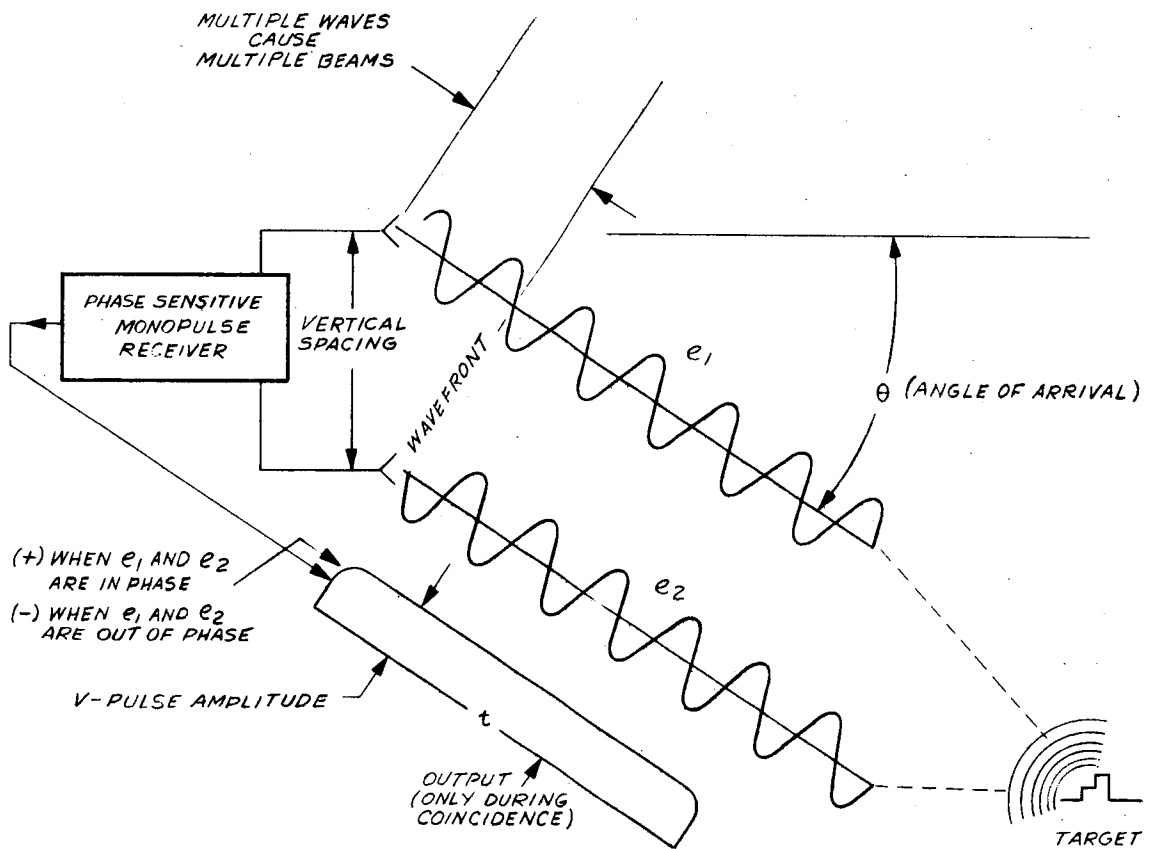 MULTIPLE WAVES
CAUSE
MULTIPLE BEAMS
PHASE SENSITIVE
MONOPULSE
RECEIVER
VERTICAL
SPACING
WAVEFRONT
e₁
θ (ANGLE OF ARRIVAL)
(+) WHEN e₁ AND e₂
ARE IN PHASE
(-) WHEN e₁ AND e₂
ARE OUT OF PHASE
e₂
V-PULSE AMPLITUDE
t
OUTPUT
(ONLY DURING
COINCIDENCE)
TARGET